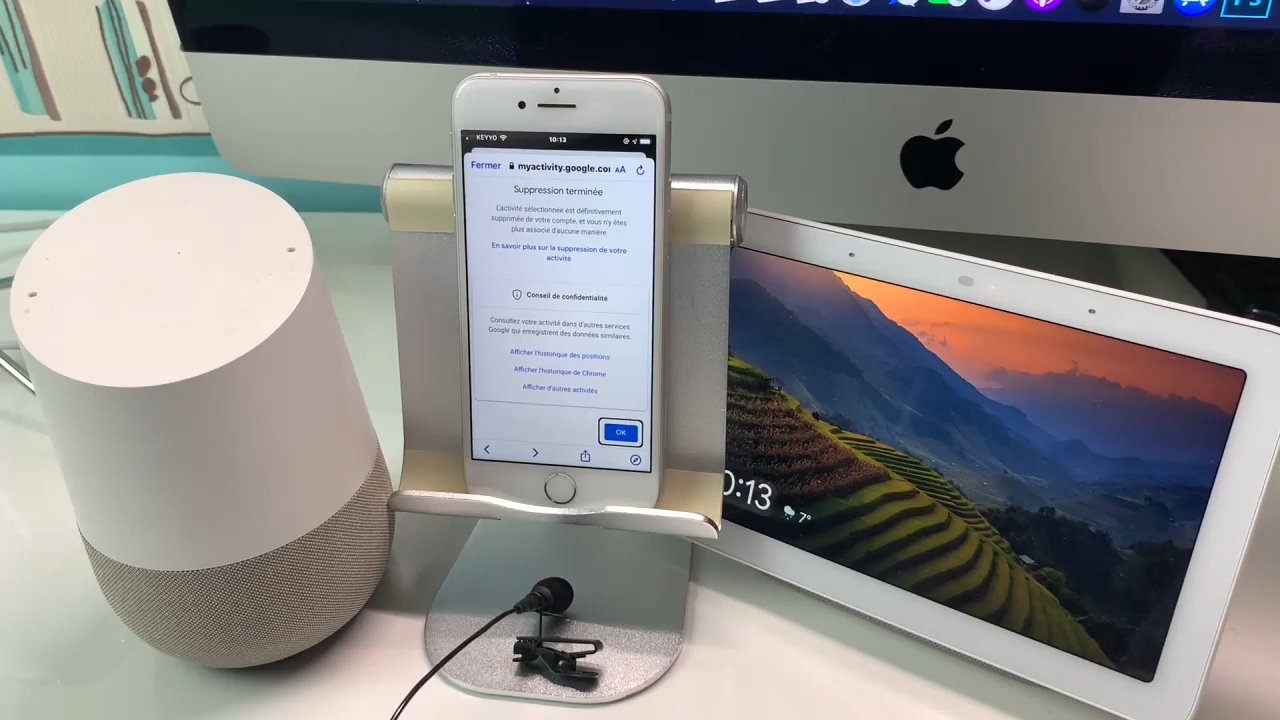 KEYYO
10:13
Fermer
myactivity.google.co
AA
Suppression terminée
L'activité sélectionnée est définitivement
supprimée de votre compte, et vous n'y êtes
plus associé d'aucune manière
En savoir plus sur la suppression de votre
activité
Conseil de confidentialité
Consultez votre activité dans d'autres services
Google qui enregistrent des données similaires.
Afficher l'historique des positions
Afficher l'historique de Chrome
Afficher d'autres activités
OK
0:13
7°